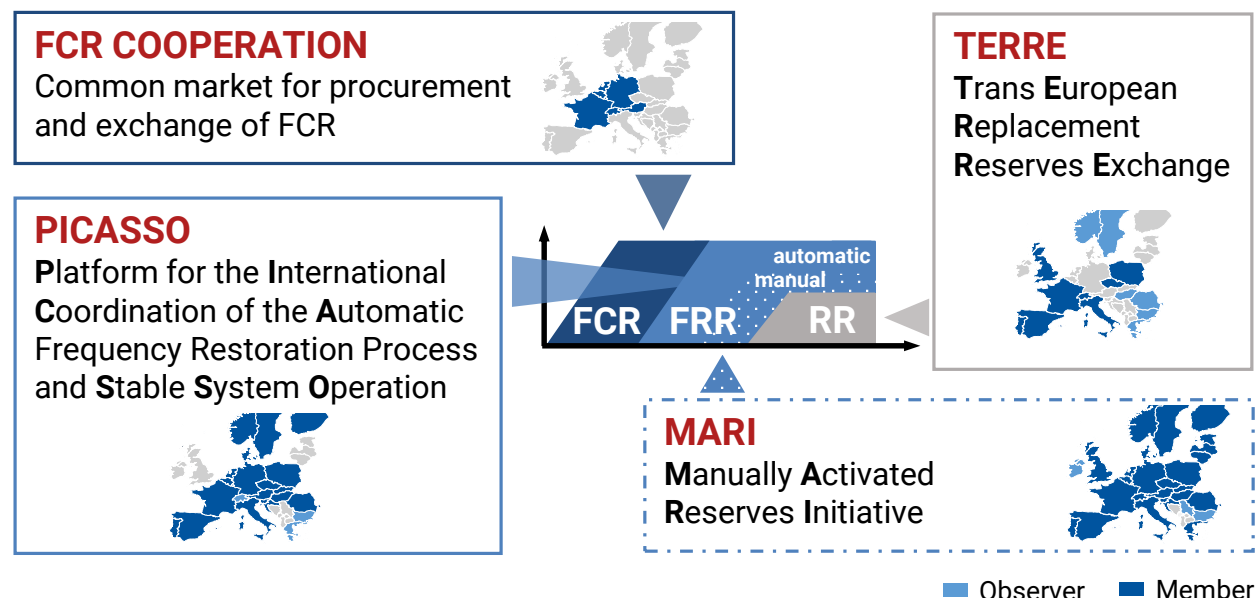 FCR COOPERATION
Common market for procurement
and exchange of FCR
TERRE
Trans European
Replacement
Reserves Exchange
PICASSO
Platform for the International
Coordination of the Automatic
Frequency Restoration Process
and Stable System Operation
automatic
manual
FCR
FRR
RR
MARI
Manually Activated
Reserves Initiative
Observer
Member